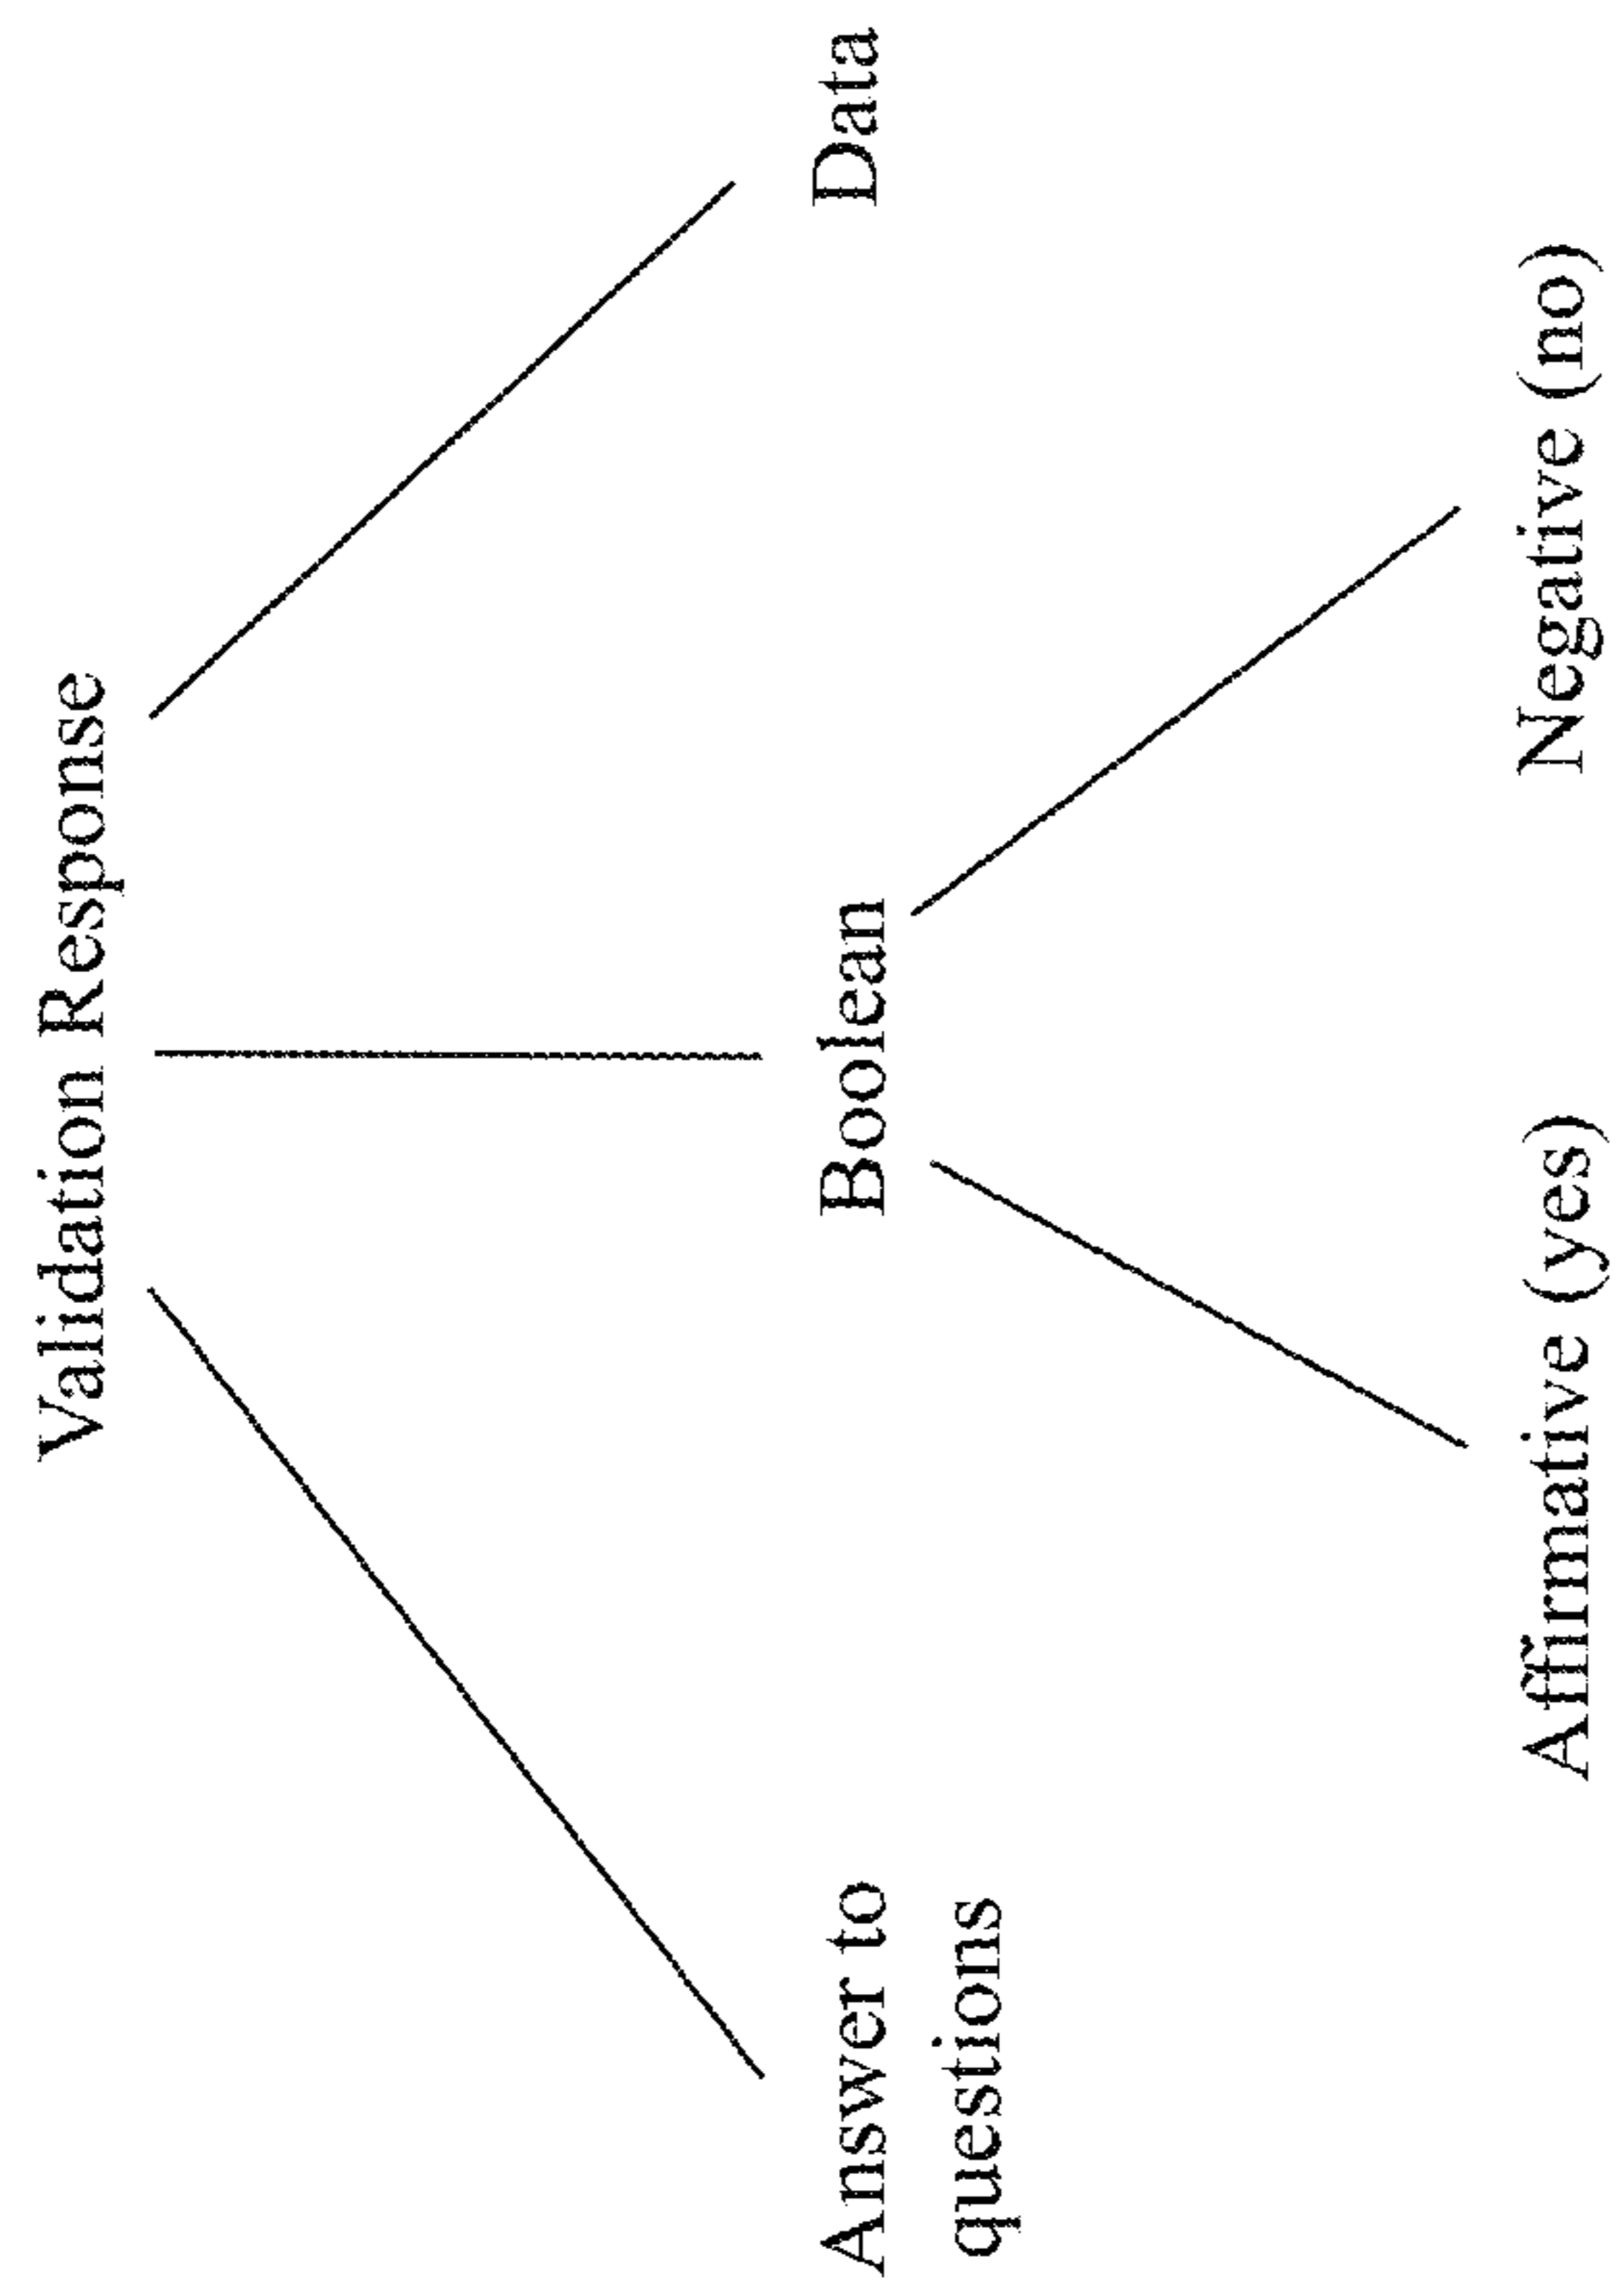 Validation Response
Answer to
questions
Boolean
Data
Affirmative (yes)
Negative (no)